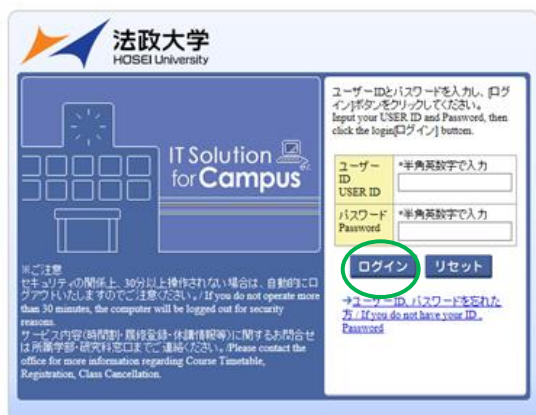 法政大学
HOSEI University
IT Solution
for Campus
※ご注意
セキュリティの関係上、30分以上操作されない場合は、自動的にロ
グアウトいたしますのでご注意ください。/ If you do not operate more
than 30 minutes, the computer will be logged out for security
reasons.
サービス内容(時間割・履修登録・休講情報等)に関するお問合せ
は所属学部・研究科窓口までご連絡ください。/Please contact the
office for more information regarding Course Timetable,
Registration, Class Cancellation.
ユーザーIDとパスワードを入力し、[ログ
イン]ボタンをクリックしてください。
Input your USER ID and Password, then
click the login[ログイン] buttom.
ユーザー
ID
USER ID
*半角英数字で入力
パスワード
Password
*半角英数字で入力
ログイン
リセット
→ユーザーID、パスワードを忘れた
方 / If you do not have your ID 、
Password